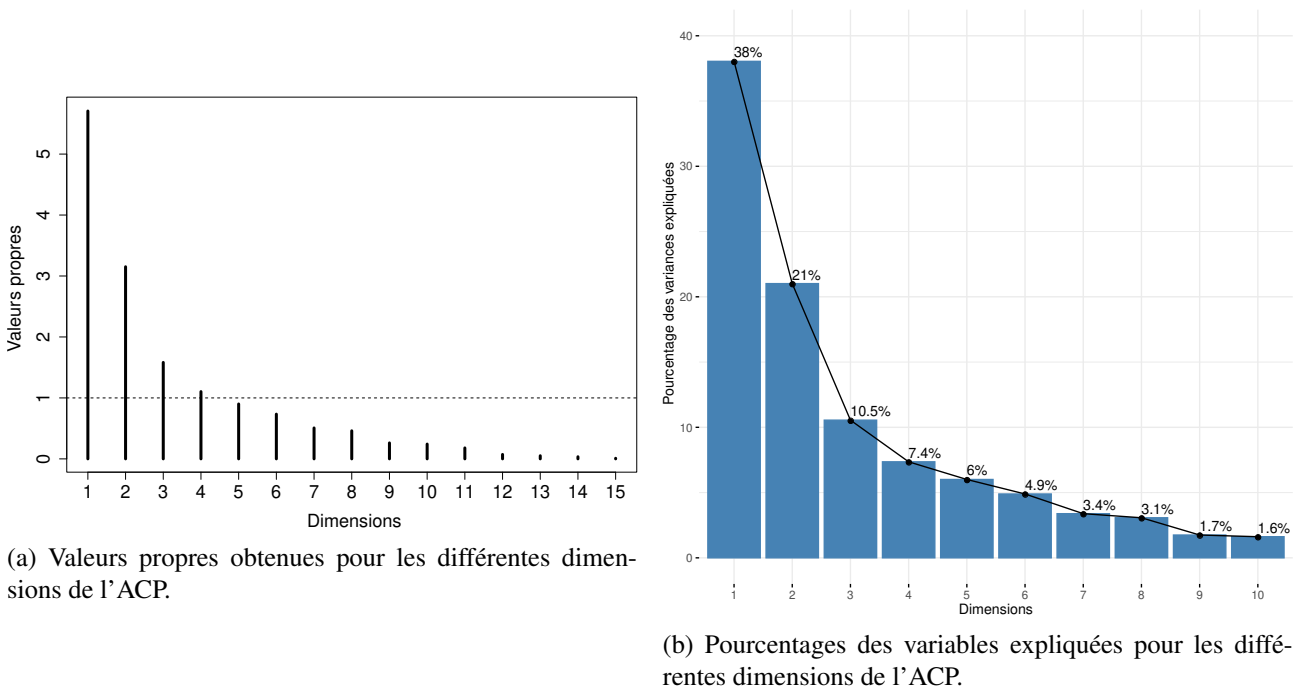 Valeurs propres
5
4
3
2
1
0
1 2 3 4 5 6 7 8 9 10 11 12 13 14 15
Dimensions
(a) Valeurs propres obtenues pour les différentes dimen-
sions de l'ACP.
Pourcentage des variances expliquées
40
30
20
10
0
38%
21%
10.5%
7.4%
6%
4.9%
3.4%
3.1%
1.7%
1.6%
1 2 3 4 5 6 7 8 9 10
Dimensions
(b) Pourcentages des variables expliquées pour les diffé-
rentes dimensions de l'ACP.